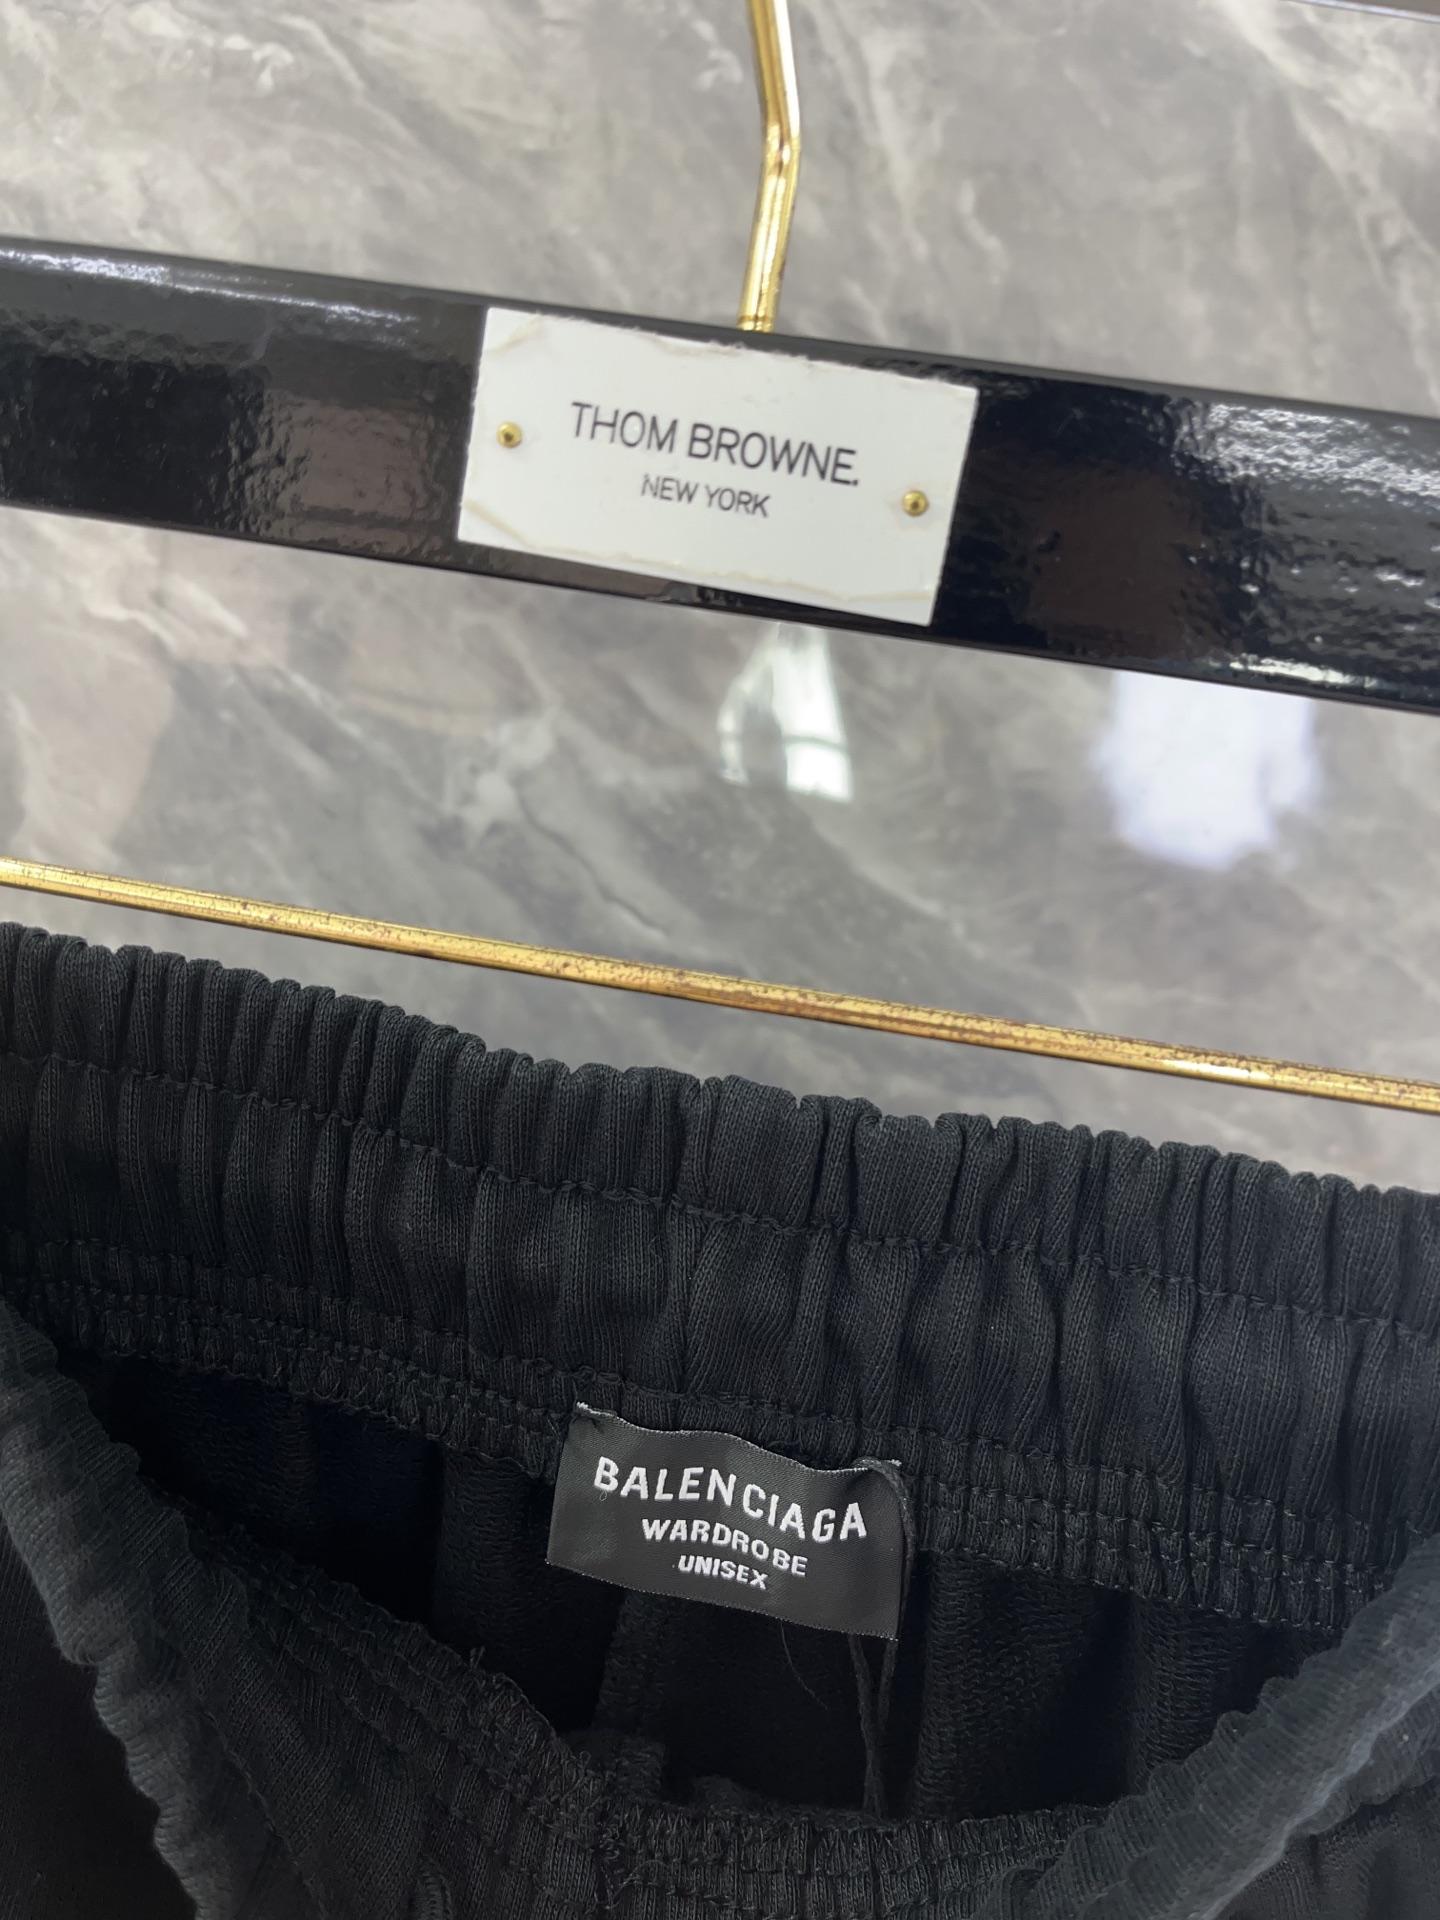 THOM BROWNE.
NEW YORK
BALENCIAGA
WARDROBE
UNISEX